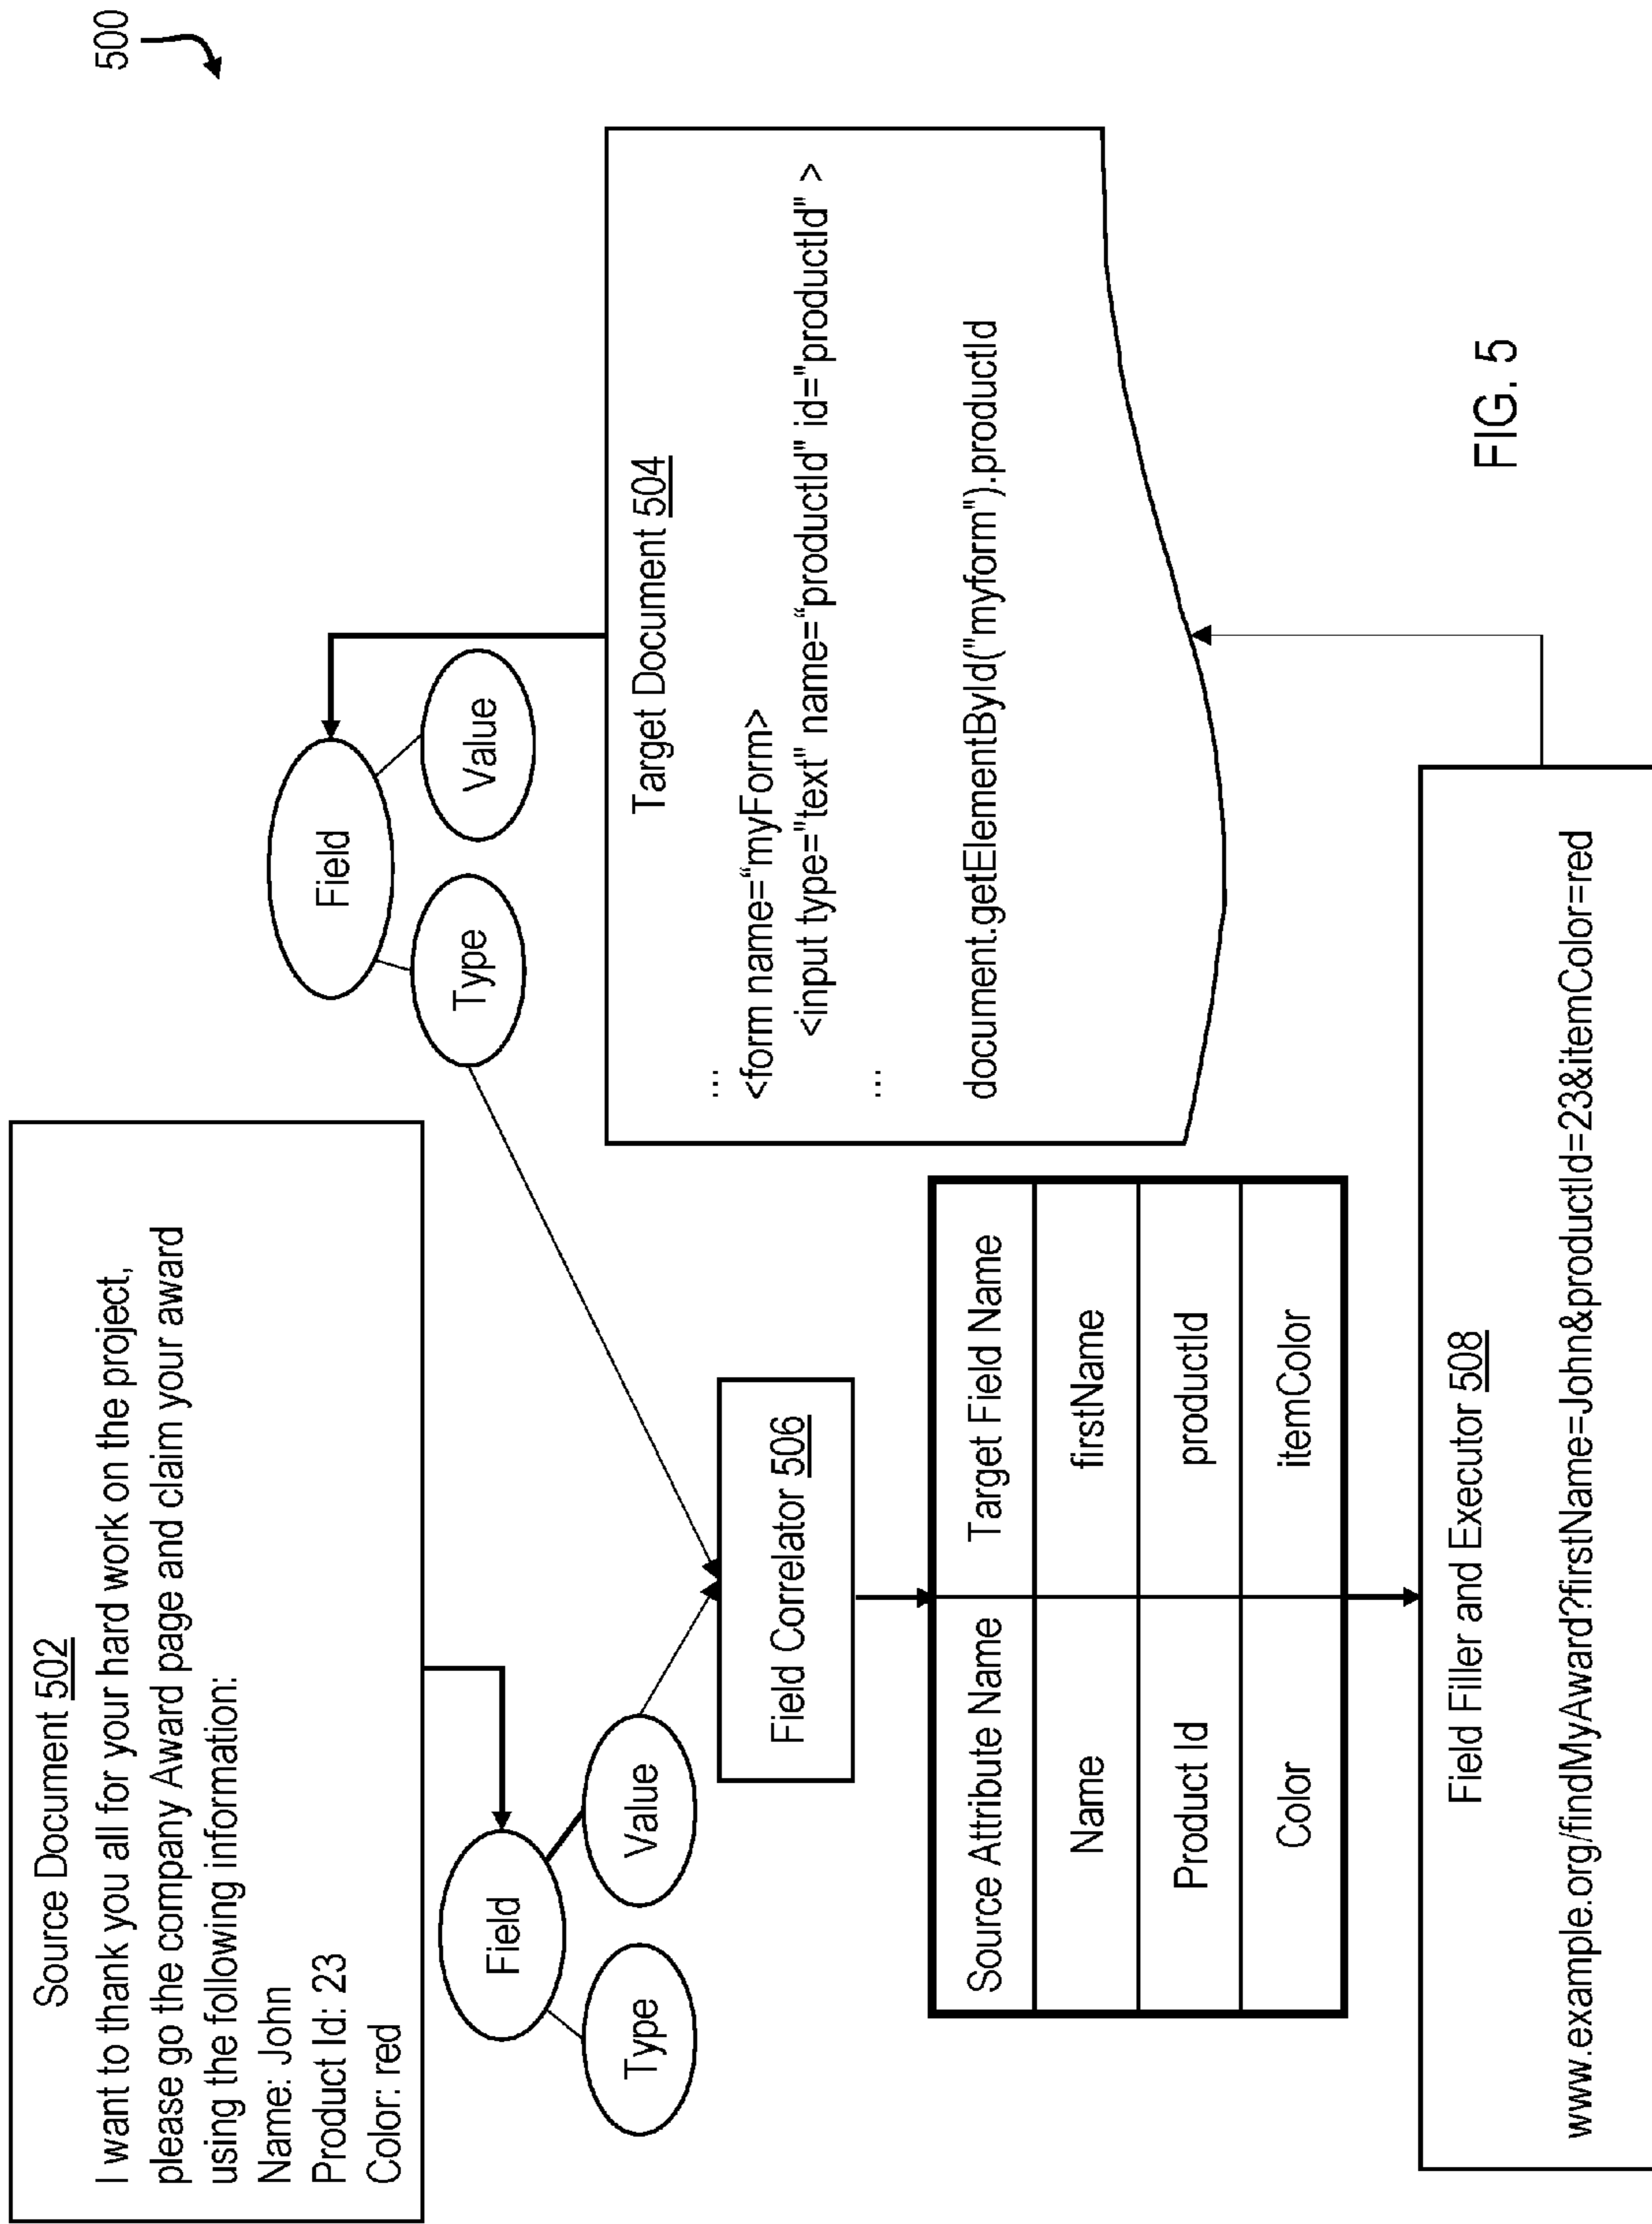 500
Source Document 502
I want to thank you all for your hard work on the project,
please go the company Award page and claim your award
using the following information:
Name: John
Product Id: 23
Color: red
Field
Type
Value
Field
Type
Value
Target Document 504
...
<form name=“myForm>
<input type="text" name=“productId" id="productId" >
...
document.getElementById("myform").productId
Field Correlator 506
Source Attribute Name Target Field Name
Name firstName
Product Id productId
Color itemColor
Field Filler and Executor 508
www.example.org/findMyAward?firstName=John&productId=23&itemColor=red
FIG. 5